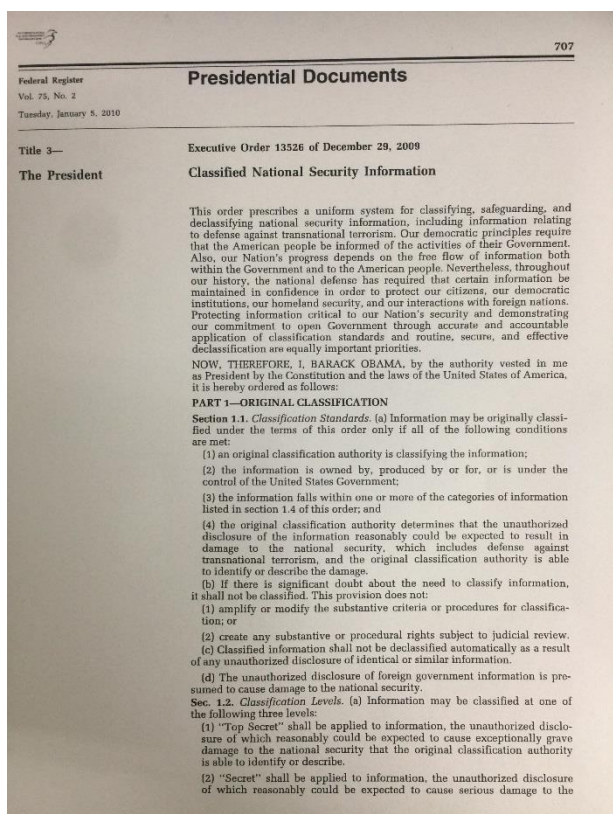 707
Federal Register
Vol. 75, No. 2
Tuesday, January 5, 2010
Presidential Documents
Title 3—
The President
Executive Order 13526 of December 29, 2009
Classified National Security Information
This order prescribes a uniform system for classifying, safeguarding, and
declassifying national security information, including information relating
to defense against transnational terrorism. Our democratic principles require
that the American people be informed of the activities of their Government.
Also, our Nation's progress depends on the free flow of information both
within the Government and to the American people. Nevertheless, throughout
our history, the national defense has required that certain information be
maintained in confidence in order to protect our citizens, our democratic
institutions, our homeland security, and our interactions with foreign nations.
Protecting information critical to our Nation's security and demonstrating
our commitment to open Government through accurate and accountable
application of classification standards and routine, secure, and effective
declassification are equally important priorities.
NOW, THEREFORE, I, BARACK OBAMA, by the authority vested in me
as President by the Constitution and the laws of the United States of America,
it is hereby ordered as follows:
PART 1—ORIGINAL CLASSIFICATION
Section 1.1. Classification Standards. (a) Information may be originally classi-
fied under the terms of this order only if all of the following conditions
are met:
(1) an original classification authority is classifying the information;
(2) the information is owned by, produced by or for, or is under the
control of the United States Government;
(3) the information falls within one or more of the categories of information
listed in section 1.4 of this order; and
(4) the original classification authority determines that the unauthorized
disclosure of the information reasonably could be expected to result in
damage to the national security, which includes defense against
transnational terrorism, and the original classification authority is able
to identify or describe the damage.
(b) If there is significant doubt about the need to classify information,
it shall not be classified. This provision does not:
(1) amplify or modify the substantive criteria or procedures for classifica-
tion; or
(2) create any substantive or procedural rights subject to judicial review.
(c) Classified information shall not be declassified automatically as a result
of any unauthorized disclosure of identical or similar information.
(d) The unauthorized disclosure of foreign government information is pre-
sumed to cause damage to the national security.
Sec. 1.2. Classification Levels. (a) Information may be classified at one of
the following three levels:
(1) "Top Secret" shall be applied to information, the unauthorized disclo-
sure of which reasonably could be expected to cause exceptionally grave
damage to the national security that the original classification authority
is able to identify or describe.
(2) "Secret" shall be applied to information, the unauthorized disclosure
of which reasonably could be expected to cause serious damage to the